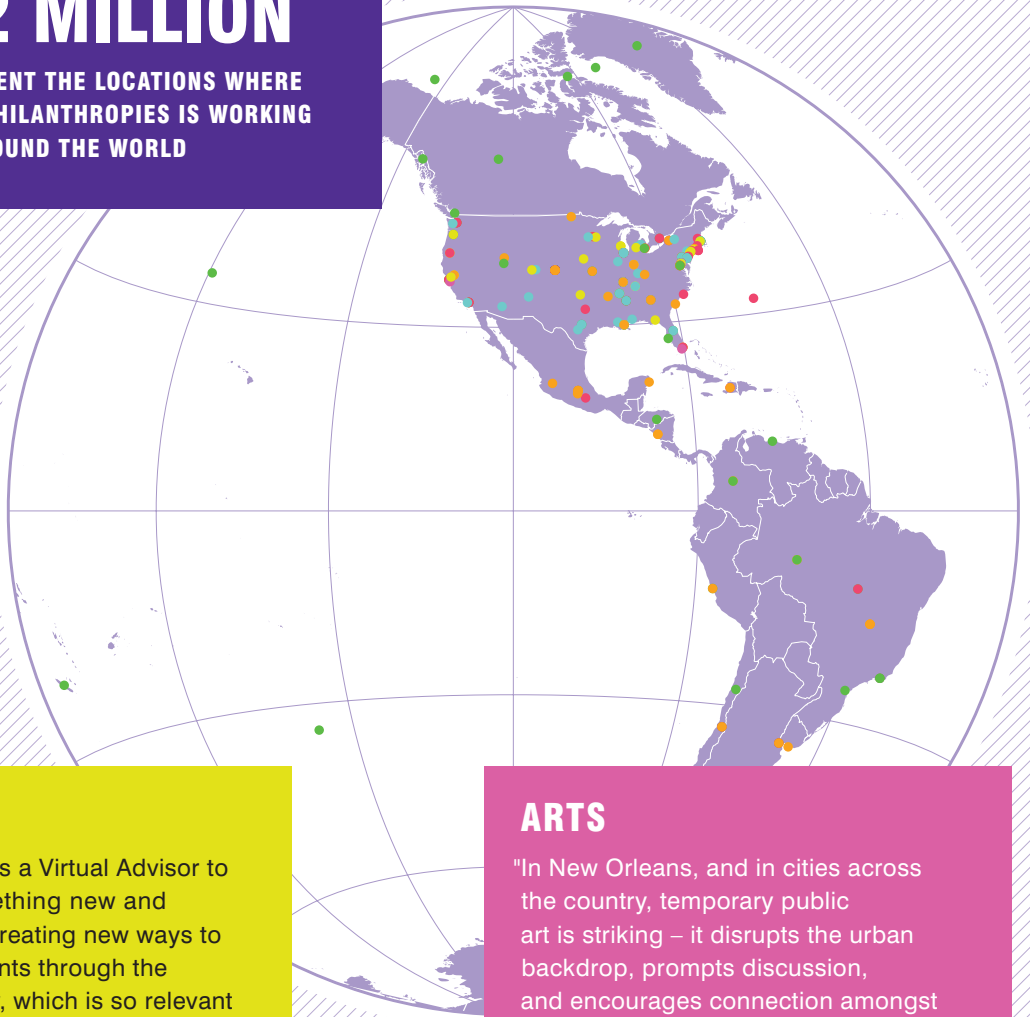 2 MILLION
ENT THE LOCATIONS WHERE
HILANTHROPIES IS WORKING
OUND THE WORLD
s a Virtual Advisor to
ething new and
reating new ways to
nts through the
, which is so relevant
ARTS
"In New Orleans, and in cities across
the country, temporary public
art is striking – it disrupts the urban
backdrop, prompts discussion,
and encourages connection amongst